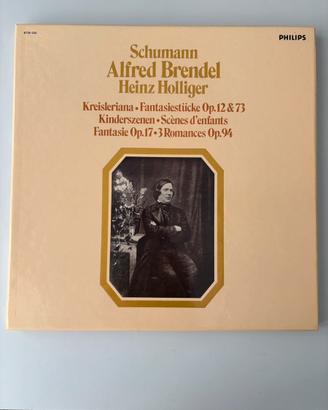 PHILIPS
Schumann
Alfred Brendel
Heinz Holliger
Kreisleriana • Fantasiestücke Op.12 & 73
Kinderszenen • Scènes d'enfants
Fantasie Op.17 • 3 Romances Op.94